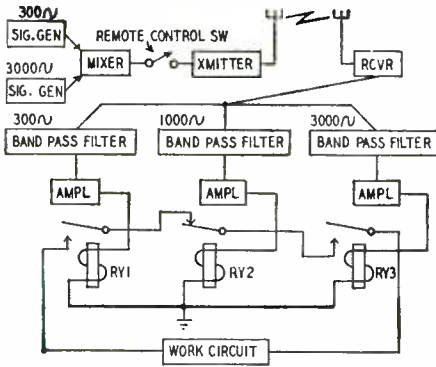 300∿
SIG.GEN
REMOTE CONTROL SW
MIXER
XMITTER
RCVR
3000∿
SIG. GEN
300∿
1000∿
3000∿
BAND PASS FILTER
BAND PASS FILTER
BAND PASS FILTER
AMPL
AMPL
AMPL
RY1
RY2
RY3
WORK CIRCUIT